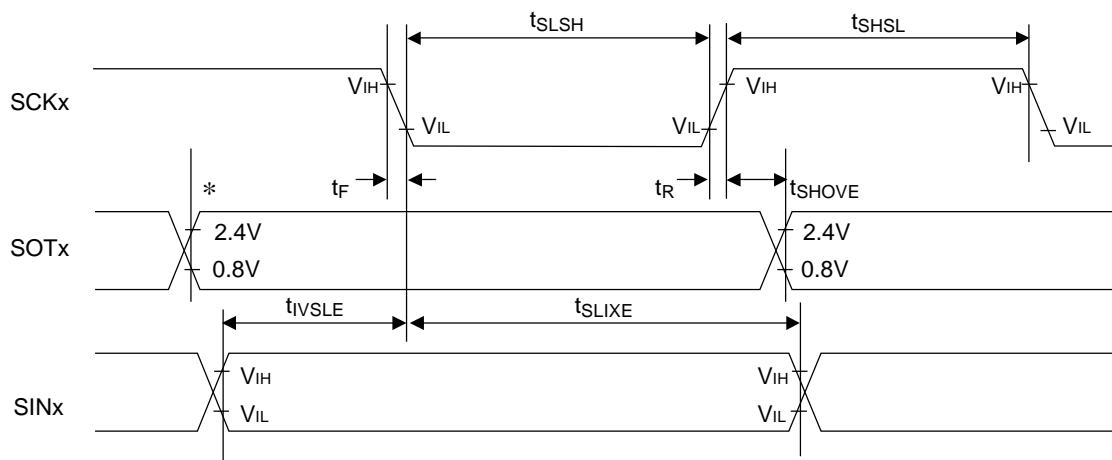 tSLSH
tSHSL
SCKx
VIH
VIL
VIL
VIH
VIH
VIL
tF
tR
tSHOVE
*
SOTx
2.4V
0.8V
2.4V
0.8V
tIVSLE
tSLIXE
SINx
VIH
VIL
VIH
VIL